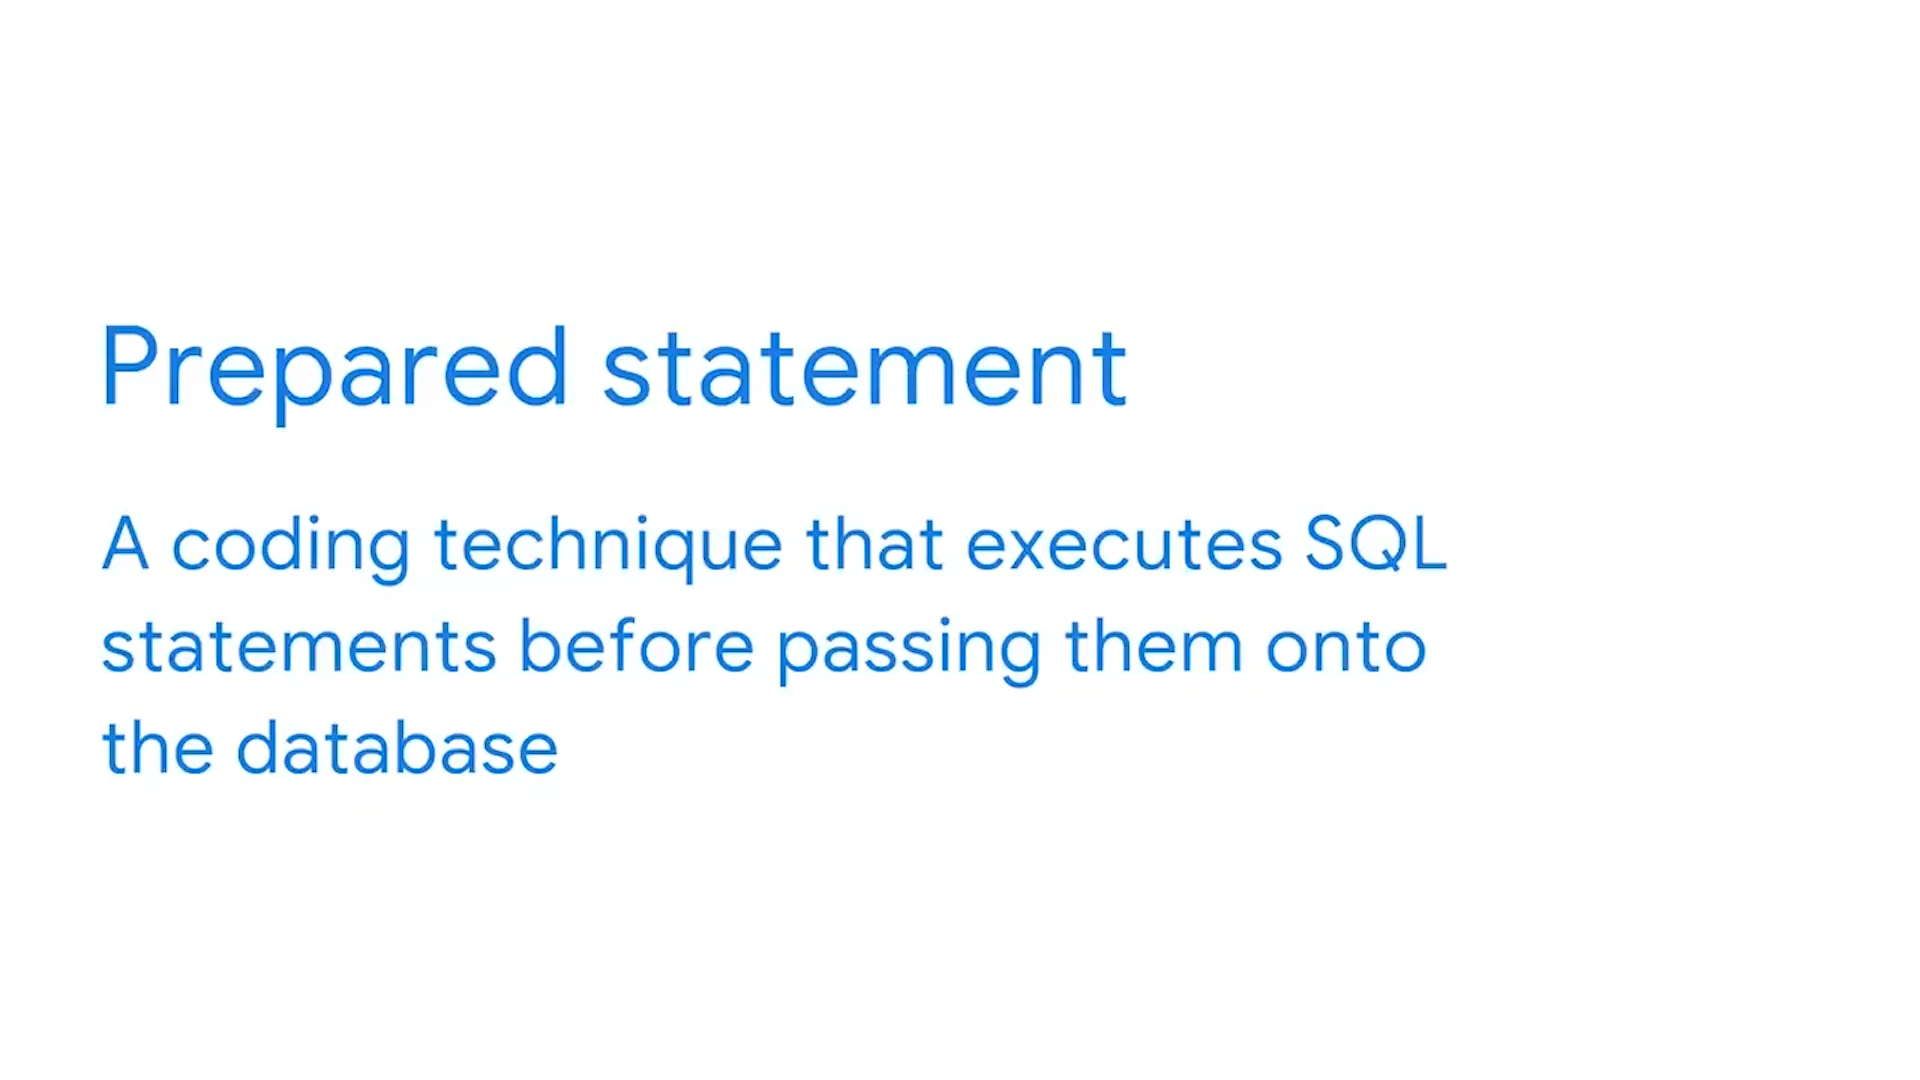 Prepared statement
A coding technique that executes SQL
statements before passing them onto
the database